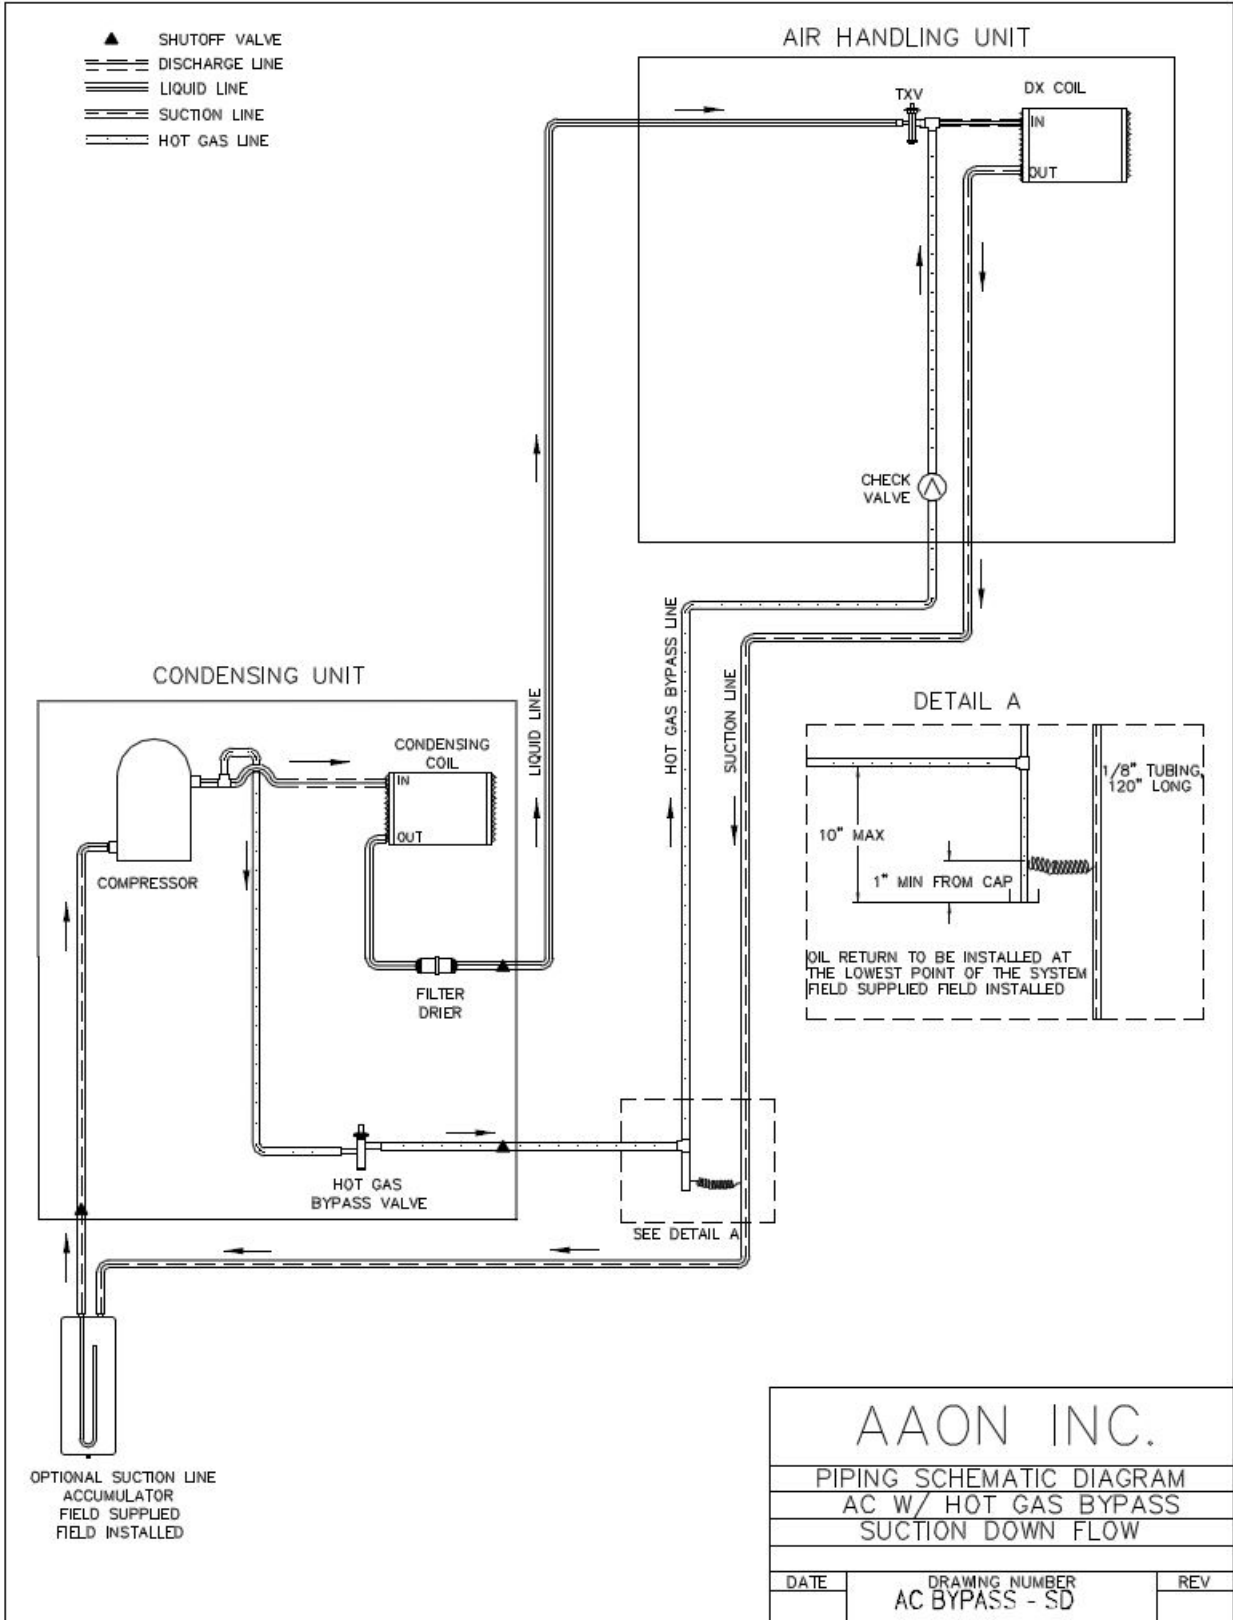 SHUTOFF VALVE
DISCHARGE LINE
LIQUID LINE
SUCTION LINE
HOT GAS LINE
AIR HANDLING UNIT
TXV
DX COIL
IN
OUT
CHECK
VALVE
LIQUID LINE
HOT GAS BYPASS LINE
SUCTION LINE
CONDENSING UNIT
CONDENSING
COIL
IN
OUT
COMPRESSOR
FILTER
DRIER
HOT GAS
BYPASS VALVE
SEE DETAIL A
DETAIL A
1/8" TUBING,
120" LONG
10" MAX
1" MIN FROM CAP
OIL RETURN TO BE INSTALLED AT
THE LOWEST POINT OF THE SYSTEM
FIELD SUPPLIED FIELD INSTALLED
OPTIONAL SUCTION LINE
ACCUMULATOR
FIELD SUPPLIED
FIELD INSTALLED
AAON INC.
PIPING SCHEMATIC DIAGRAM
AC W/ HOT GAS BYPASS
SUCTION DOWN FLOW
DATE
DRAWING NUMBER
REV
AC BYPASS - SD